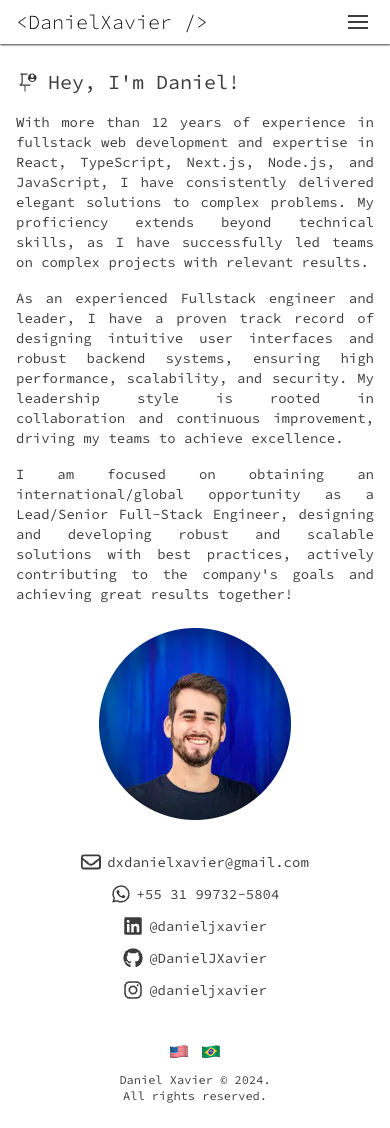 <DanielXavier />
Hey, I'm Daniel!
With more than 12 years of experience in
fullstack web development and expertise in
React, TypeScript, Next.js, Node.js, and
JavaScript, I have consistently delivered
elegant solutions to complex problems. My
proficiency extends beyond technical
skills, as I have successfully led teams
on complex projects with relevant results.
As an experienced Fullstack engineer and
leader, I have a proven track record of
designing intuitive user interfaces and
robust backend systems, ensuring high
performance, scalability, and security. My
leadership style is rooted in
collaboration and continuous improvement,
driving my teams to achieve excellence.
I am focused on obtaining an
international/global opportunity as a
Lead/Senior Full-Stack Engineer, designing
and developing robust and scalable
solutions with best practices, actively
contributing to the company's goals and
achieving great results together!
dxdanielxavier@gmail.com
+55 31 99732-5804
@danieljxavier
@DanielJXavier
@danieljxavier
Daniel Xavier © 2024.
All rights reserved.